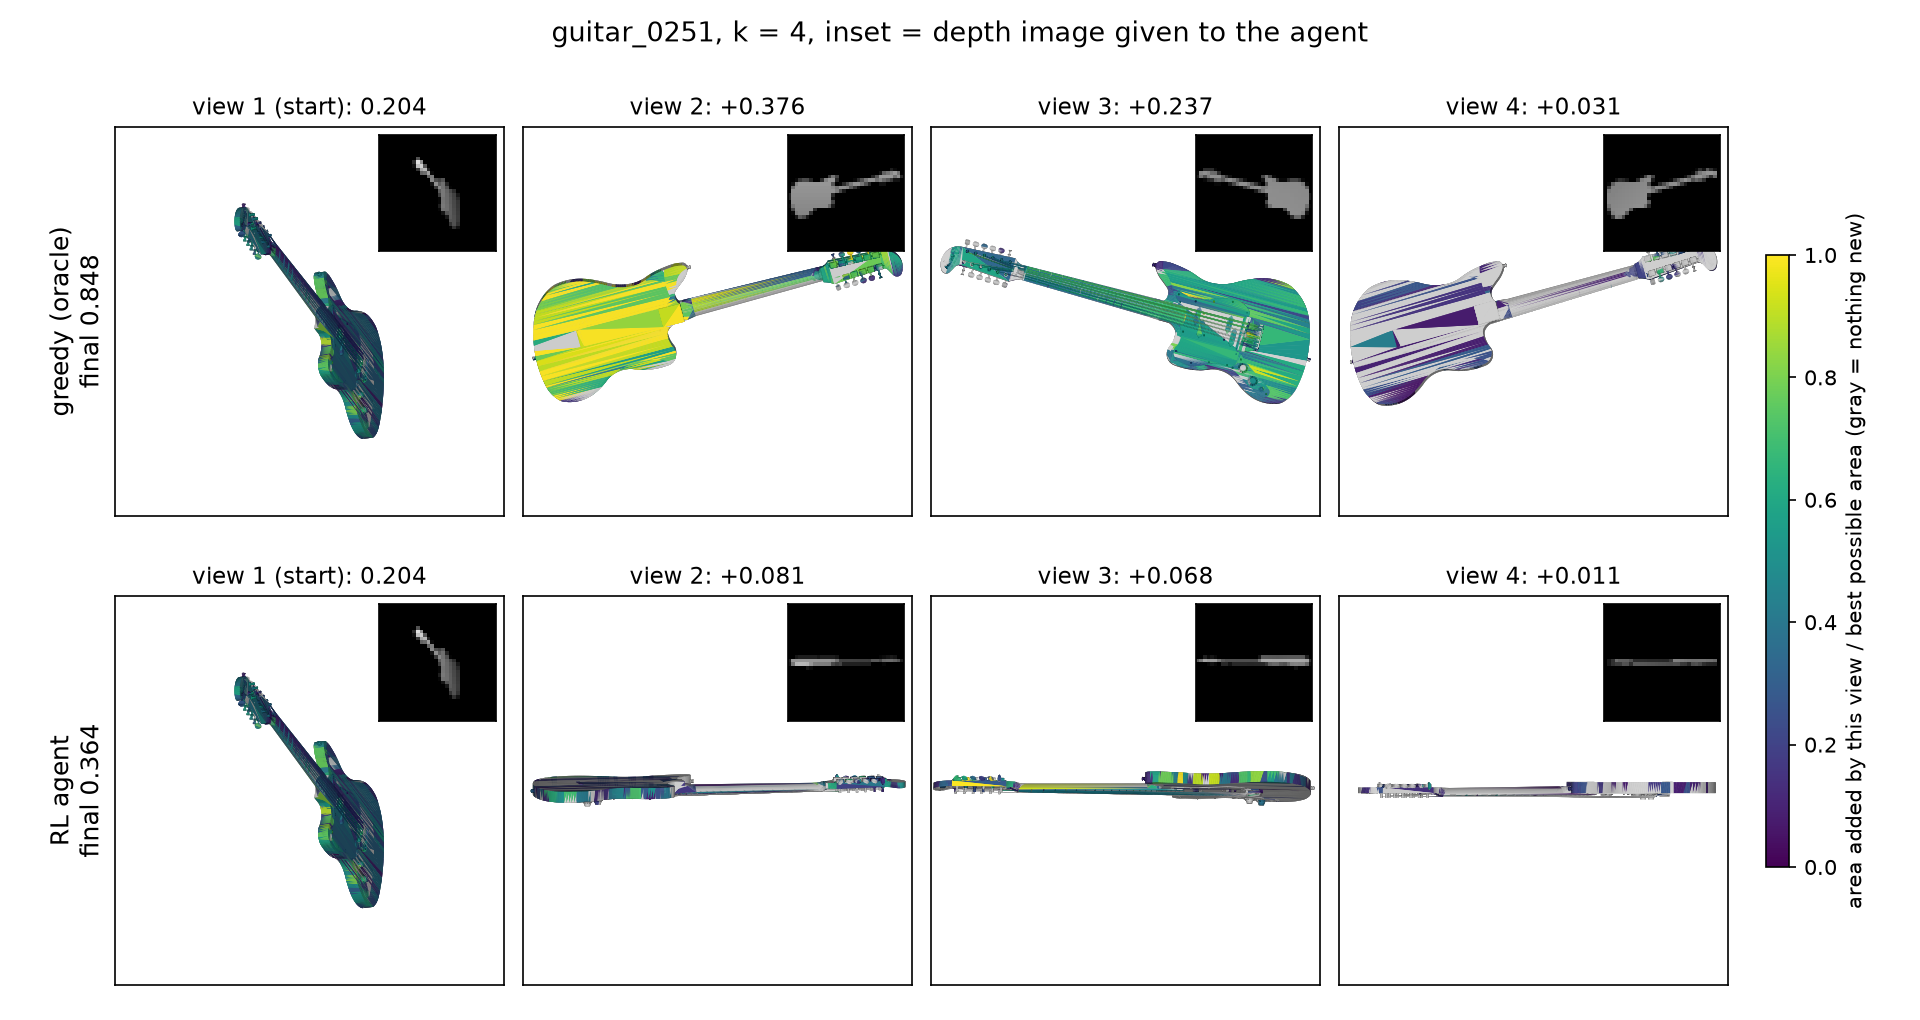 guitar_0251, k = 4, inset = depth image given to the agent
view 1 (start): 0.204
view 2: +0.376
view 3: +0.237
view 4: +0.031
greedy (oracle)
final 0.848
view 1 (start): 0.204
view 2: +0.081
view 3: +0.068
view 4: +0.011
RL agent
final 0.364
1.0
0.8
0.6
0.4
0.2
0.0
area added by this view / best possible area (gray = nothing new)